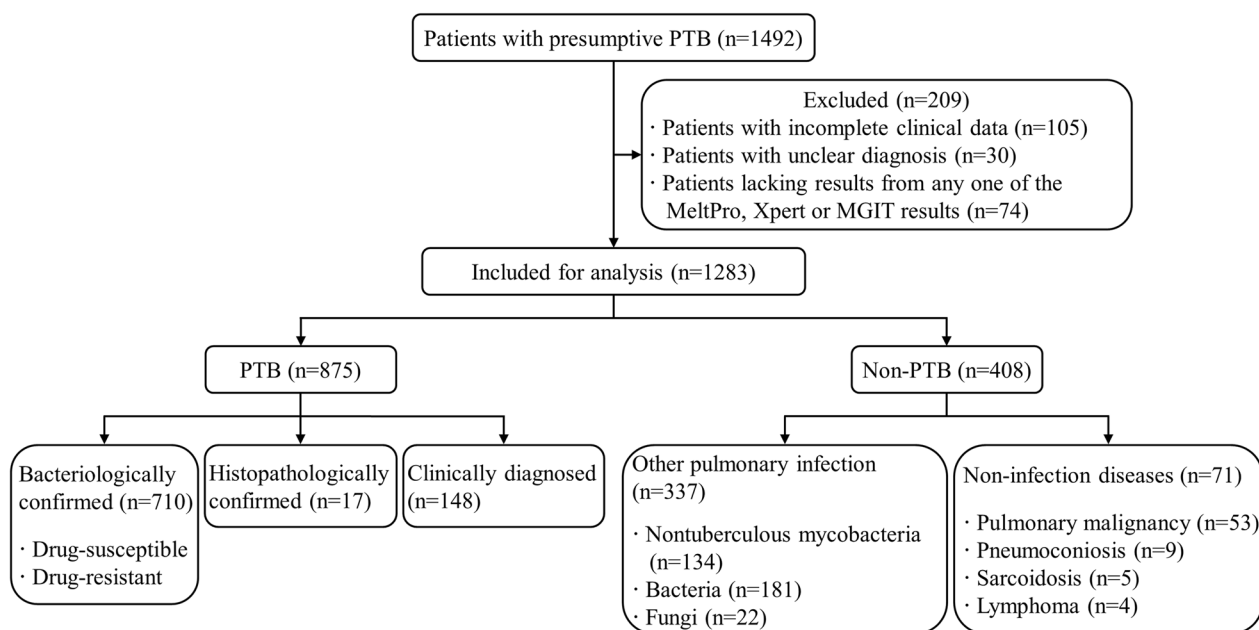 Patients with presumptive PTB (n=1492)
Excluded (n=209)
· Patients with incomplete clinical data (n=105)
· Patients with unclear diagnosis (n=30)
· Patients lacking results from any one of the
MeltPro, Xpert or MGIT results (n=74)
Included for analysis (n=1283)
PTB (n=875)
Non-PTB (n=408)
Bacteriologically
confirmed (n=710)
· Drug-susceptible
· Drug-resistant
Histopathologically
confirmed (n=17)
Clinically diagnosed
(n=148)
Other pulmonary infection
(n=337)
· Nontuberculous mycobacteria
(n=134)
· Bacteria (n=181)
· Fungi (n=22)
Non-infection diseases (n=71)
· Pulmonary malignancy (n=53)
· Pneumoconiosis (n=9)
· Sarcoidosis (n=5)
· Lymphoma (n=4)